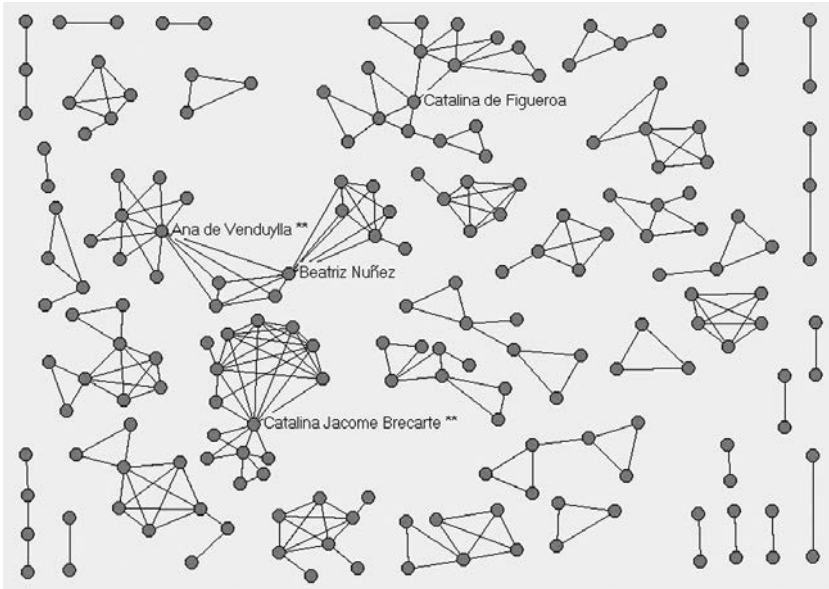 Catalina de Figueroa
Ana de Venduylla **
Beatriz Nuñez
Catalina Jacome Brecarte **